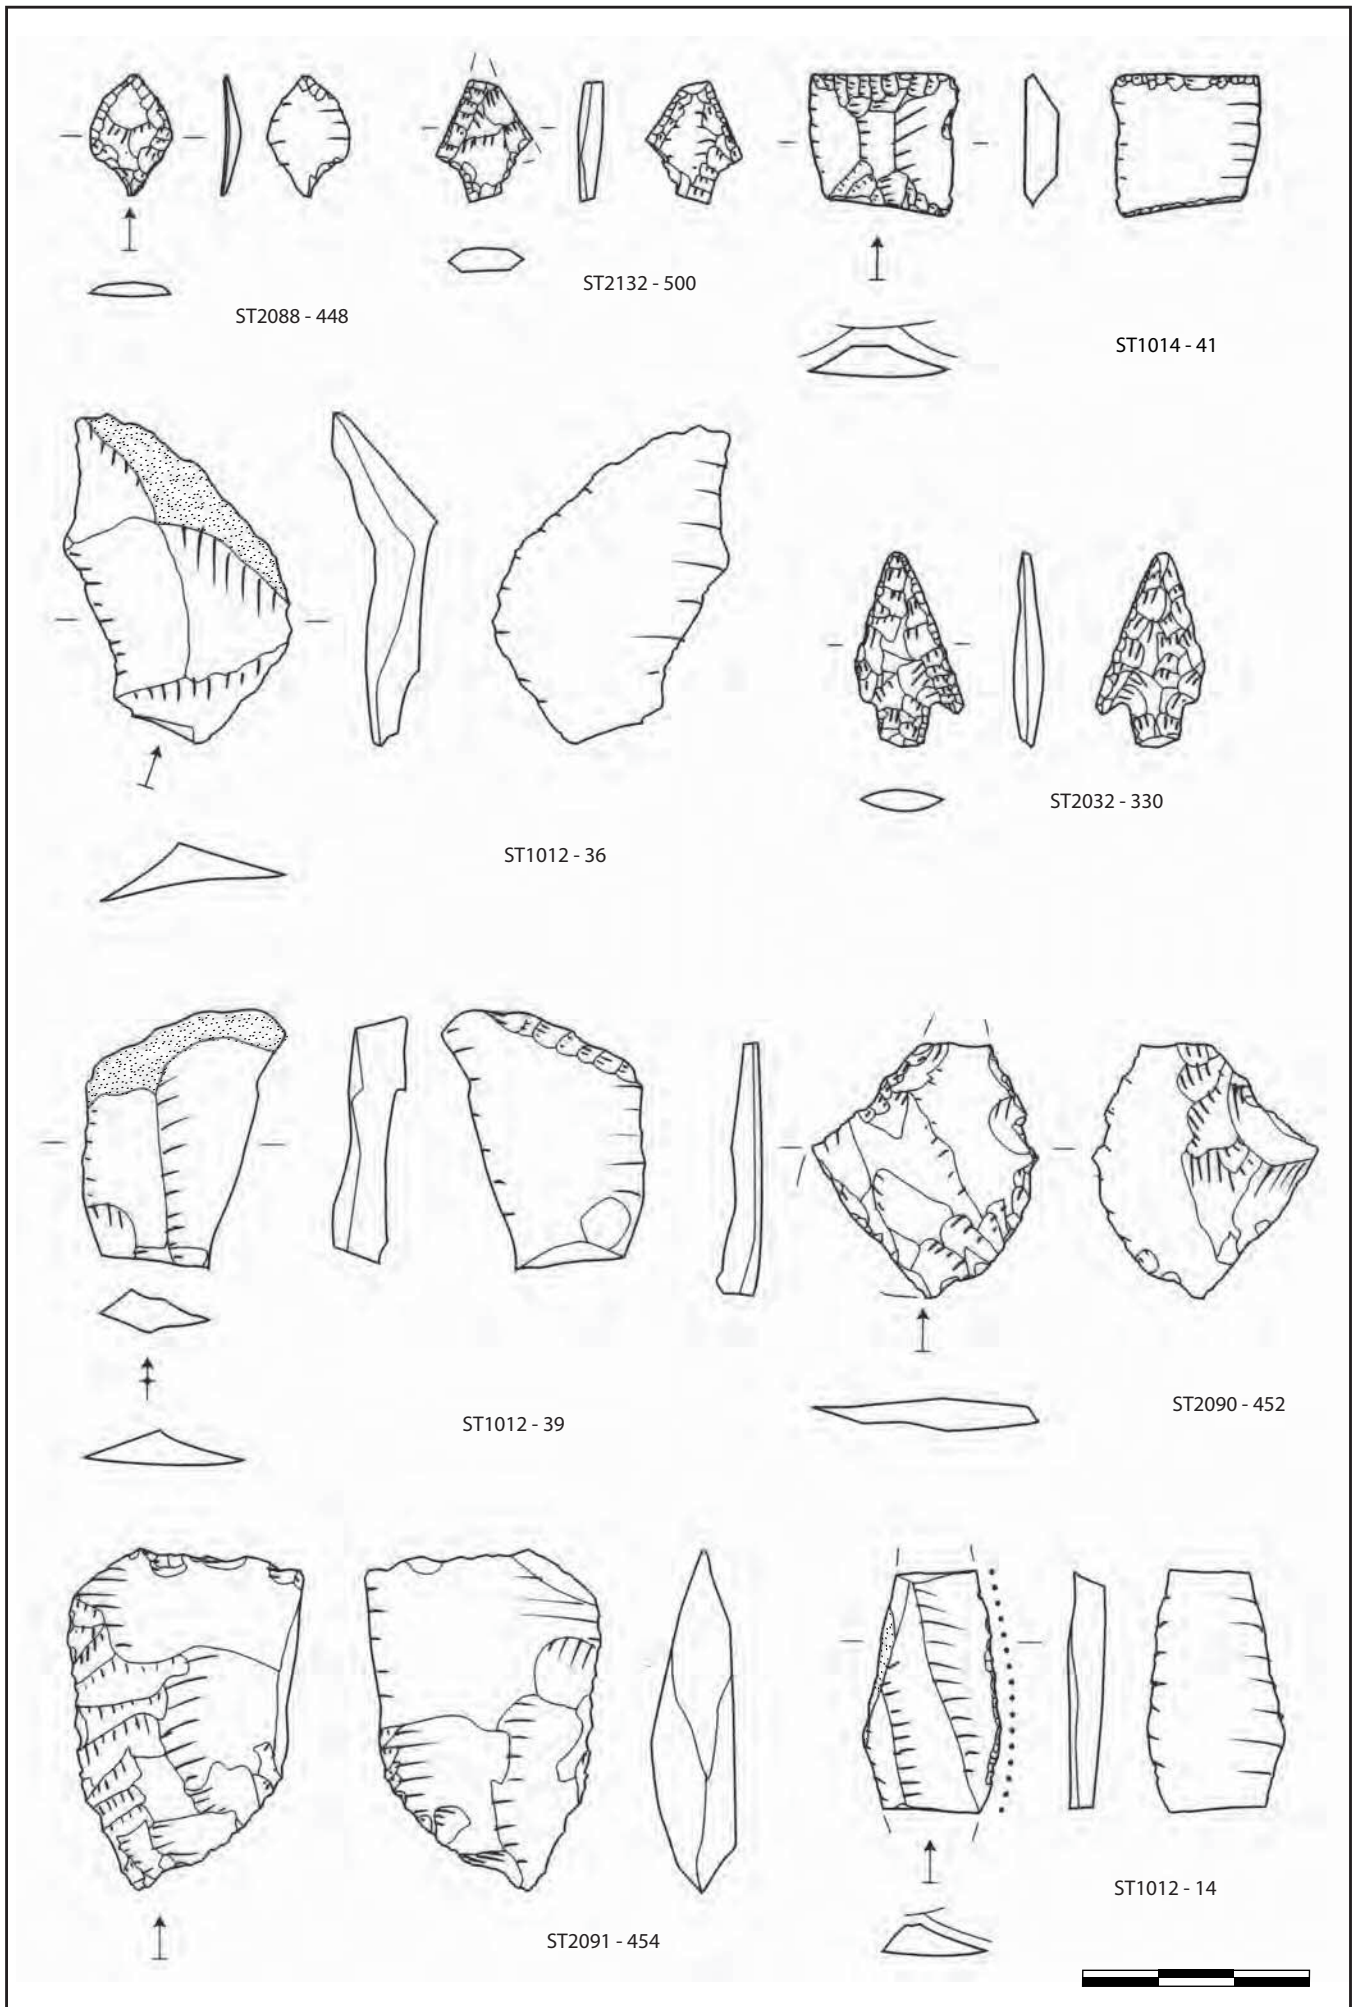 ST2132 - 500
ST2088 - 448
ST1014 - 41
ST2032 - 330
ST1012 - 36
ST2090 - 452
ST1012 - 39
ST1012 - 14
ST2091 - 454